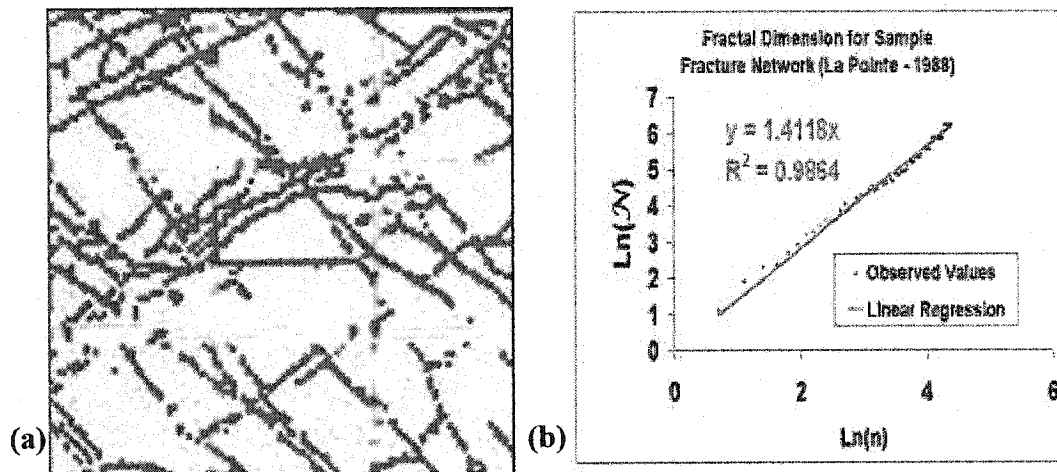 (a)
(b)
Fractal Dimension for Sample
Fracture Network (La Pointe - 1988)
y = 1.4118x
R² = 0.9864
Ln(𝒩)
7
6
5
4
3
2
1
0
0 2 4 6
Ln(n)
Observed Values
Linear Regression